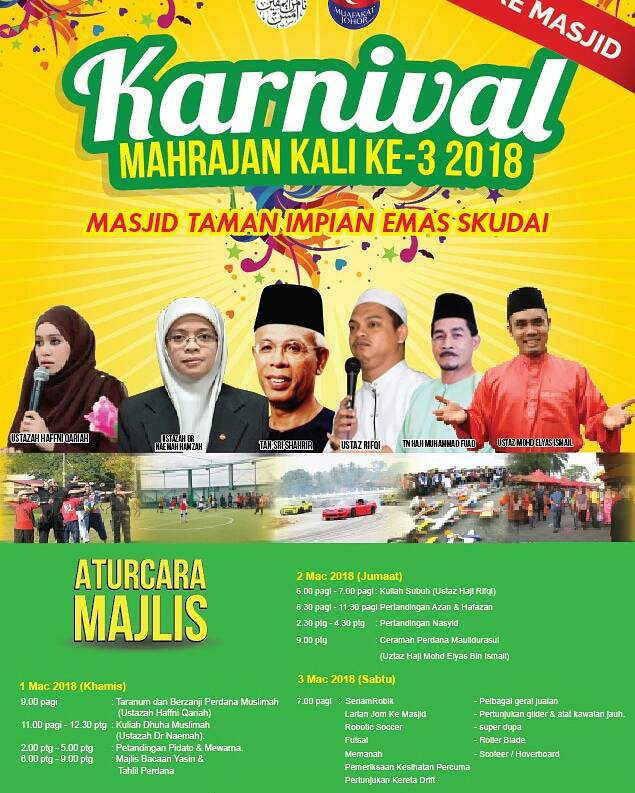 MUAFAKAT
JOHOR
KE MASJID
Karnival
MAHRAJAN KALI KE-3 2018
MASJID TAMAN IMPIAN EMAS SKUDAI
USTAZAH HAFFNI QARIAH
USTAZAH DR
NAEMAH HAMZAH
TAN SRI SHAHRIR
USTAZ RIFQI
TN HAJI MUHAMMAD FUAD
USTAZ MOHD ELYAS ISMAIL
ATURCARA
MAJLIS
1 Mac 2018 (Khamis)
9.00 pagi : Taranum dan Berzanji Perdana Muslimah
(Ustazah Haffni Qariah)
11.00 pagi - 12.30 ptg : Kuliah Dhuha Muslimah
(Ustazah Dr Naemah).
2.00 ptg - 5.00 ptg : Petandingan Pidato & Mewarna.
6.00 ptg - 9.00 ptg : Majlis Bacaan Yasin &
Tahlil Perdana
2 Mac 2018 (Jumaat)
6.00 pagi - 7.00 pagi : Kuliah Subuh (Ustaz Haji Rifqi)
8.30 pagi - 11.30 pagi Pertandingan Azan & Hafazan
2.30 ptg - 4.30 ptg : Pertandingan Nasyid
9.00 ptg : Ceramah Perdana Maulidurasul
(Uztaz Haji Mohd Elyas Bin Ismail)
3 Mac 2018 (Sabtu)
7.00 pagi : SenamRobik - Pelbagai gerai jualan
Larian Jom Ke Masjid - Pertunjukan glider & alat kawalan jauh.
Robotic Soccer - super dupa
Futsal - Roller Blade
Memanah - Scoteer / Hoverboard
Pemeriksaan Kesihatan Percuma
Pertunjukan Kereta Drift